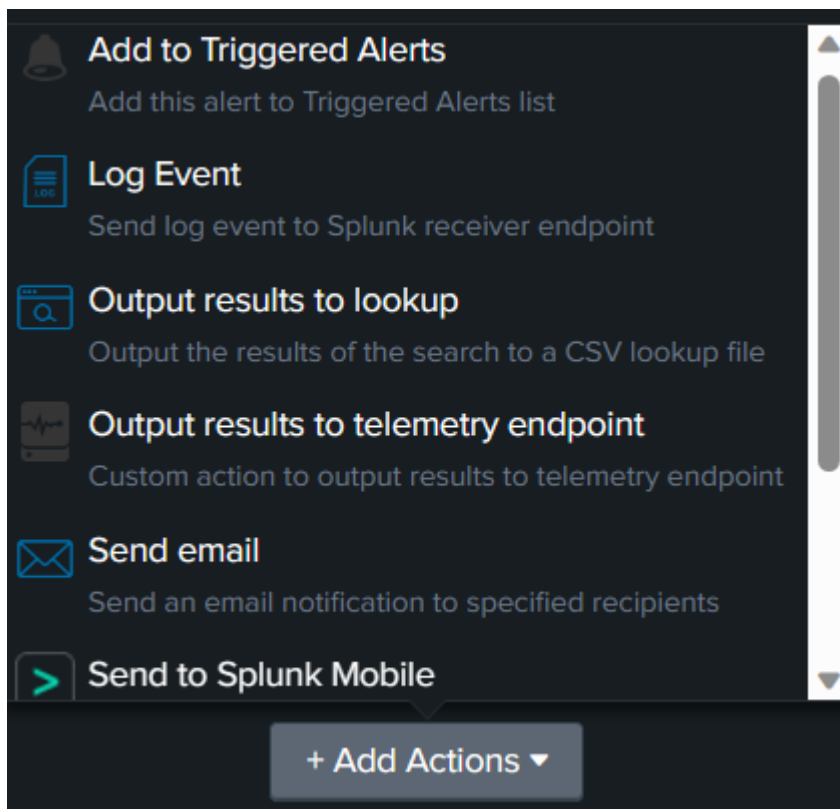 Add to Triggered Alerts
Add this alert to Triggered Alerts list
Log Event
LOG
Send log event to Splunk receiver endpoint
Output results to lookup
Output the results of the search to a CSV lookup file
Output results to telemetry endpoint
Custom action to output results to telemetry endpoint
Send email
Send an email notification to specified recipients
Send to Splunk Mobile
+ Add Actions